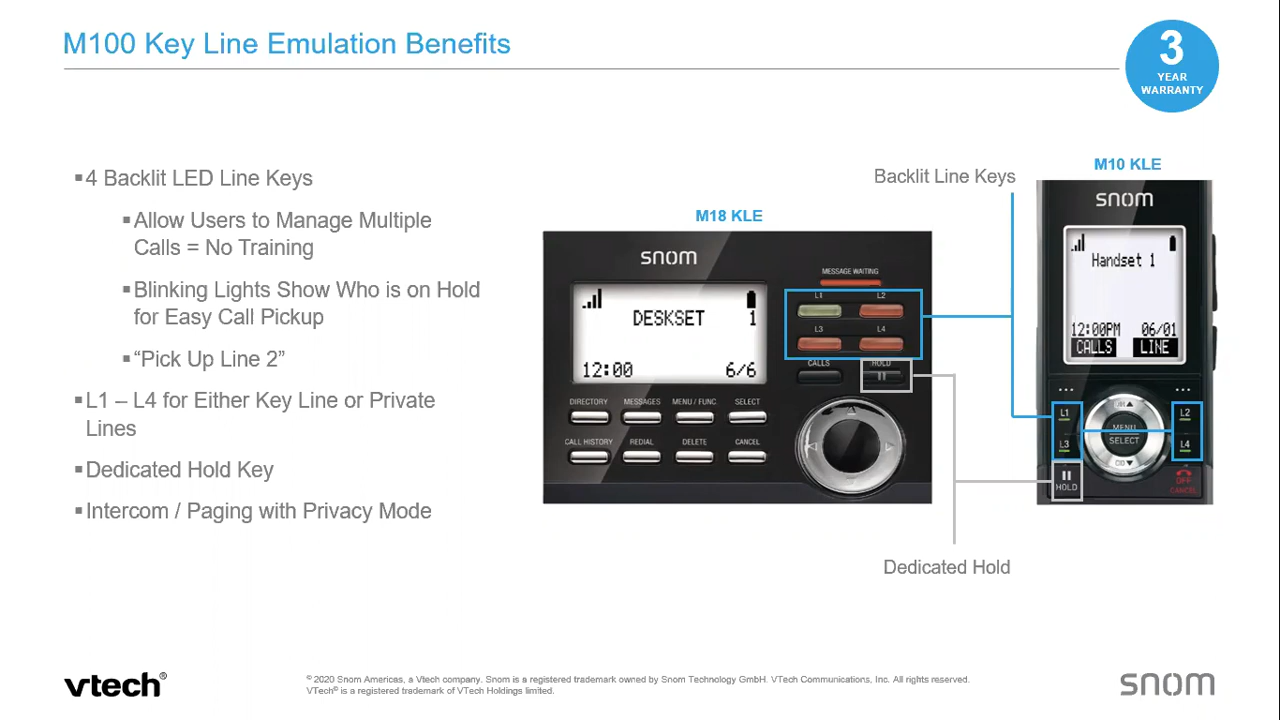 M100 Key Line Emulation Benefits
3
YEAR
WARRANTY
▪4 Backlit LED Line Keys
▪Allow Users to Manage Multiple
Calls = No Training
▪Blinking Lights Show Who is on Hold
for Easy Call Pickup
▪“Pick Up Line 2”
▪L1 – L4 for Either Key Line or Private
Lines
▪Dedicated Hold Key
▪Intercom / Paging with Privacy Mode
M18 KLE
snom
DESKSET 1
12:00 6/6
MESSAGE WAITING
L1 L2
L3 L4
CALLS HOLD
DIRECTORY MESSAGES MENU / FUNC. SELECT
CALL HISTORY REDIAL DELETE CANCEL
Backlit Line Keys
Dedicated Hold
M10 KLE
snom
Handset 1
12:00PM 06/01
CALLS LINE
L1 L2
MENU
SELECT
L3 L4
HOLD
OFF
CANCEL
vtech®
© 2020 Snom Americas, a Vtech company. Snom is a registered trademark owned by Snom Technology GmbH. VTech Communications, Inc. All rights reserved.
VTech® is a registered trademark of VTech Holdings limited.
snom